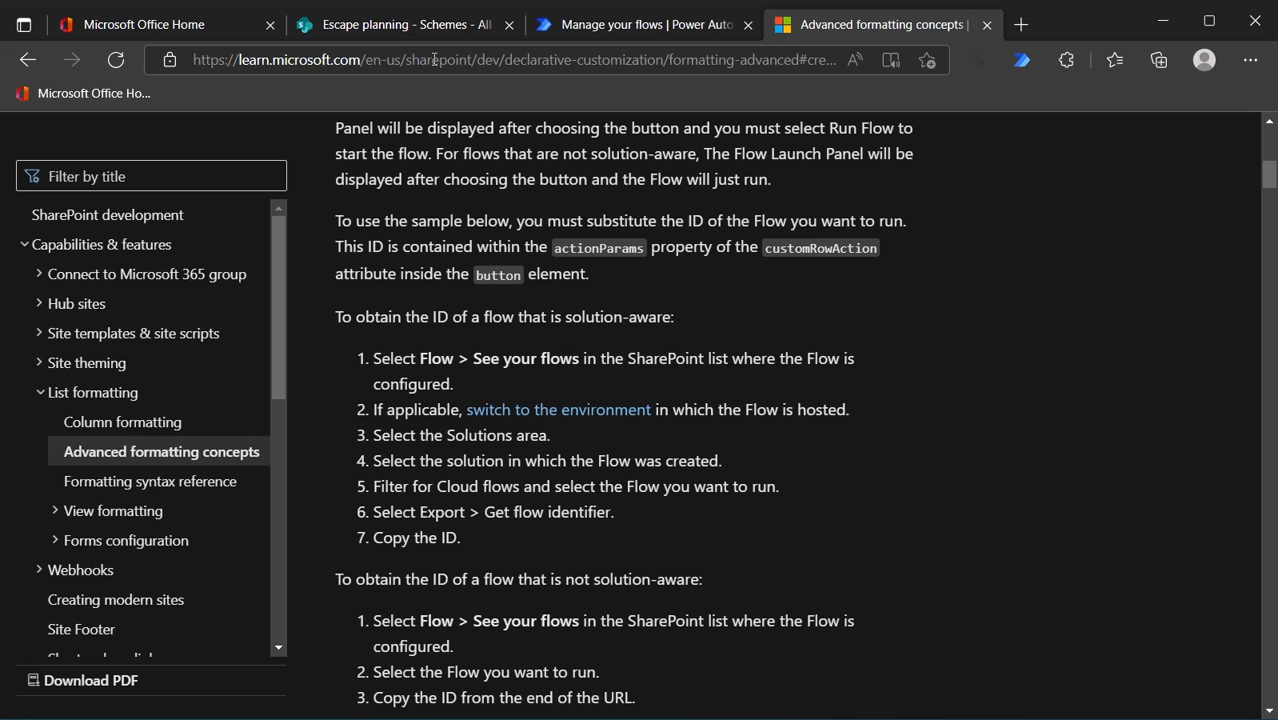 Microsoft Office Home
Escape planning - Schemes - All
Manage your flows | Power Auto
Advanced formatting concepts |
https://learn.microsoft.com/en-us/sharepoint/dev/declarative-customization/formatting-advanced#cre...
Microsoft Office Ho...
Filter by title
SharePoint development
Capabilities & features
Connect to Microsoft 365 group
Hub sites
Site templates & site scripts
Site theming
List formatting
Column formatting
Advanced formatting concepts
Formatting syntax reference
View formatting
Forms configuration
Webhooks
Creating modern sites
Site Footer
Download PDF
Panel will be displayed after choosing the button and you must select Run Flow to
start the flow. For flows that are not solution-aware, The Flow Launch Panel will be
displayed after choosing the button and the Flow will just run.
To use the sample below, you must substitute the ID of the Flow you want to run.
This ID is contained within the actionParams property of the customRowAction
attribute inside the button element.
To obtain the ID of a flow that is solution-aware:
1. Select Flow > See your flows in the SharePoint list where the Flow is
configured.
2. If applicable, switch to the environment in which the Flow is hosted.
3. Select the Solutions area.
4. Select the solution in which the Flow was created.
5. Filter for Cloud flows and select the Flow you want to run.
6. Select Export > Get flow identifier.
7. Copy the ID.
To obtain the ID of a flow that is not solution-aware:
1. Select Flow > See your flows in the SharePoint list where the Flow is
configured.
2. Select the Flow you want to run.
3. Copy the ID from the end of the URL.